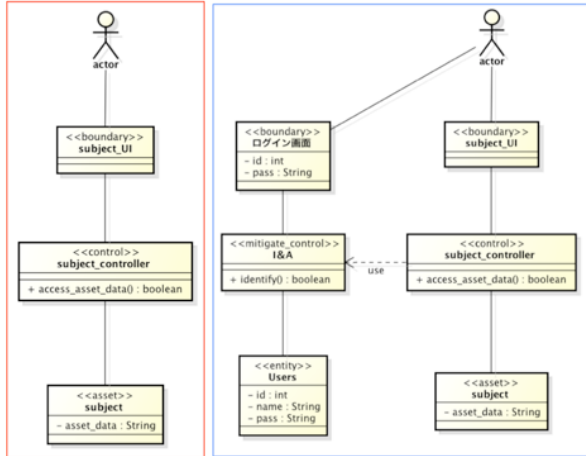 actor
<<boundary>>
subject_UI
<<control>>
subject_controller
+ access_asset_data() : boolean
<<asset>>
subject
- asset_data : String
actor
<<boundary>>
ログイン画面
- id : int
- pass : String
<<boundary>>
subject_UI
<<mitigate_control>>
I&A
+ identify() : boolean
use
<<control>>
subject_controller
+ access_asset_data() : boolean
<<entity>>
Users
- id : int
- name : String
- pass : String
<<asset>>
subject
- asset_data : String